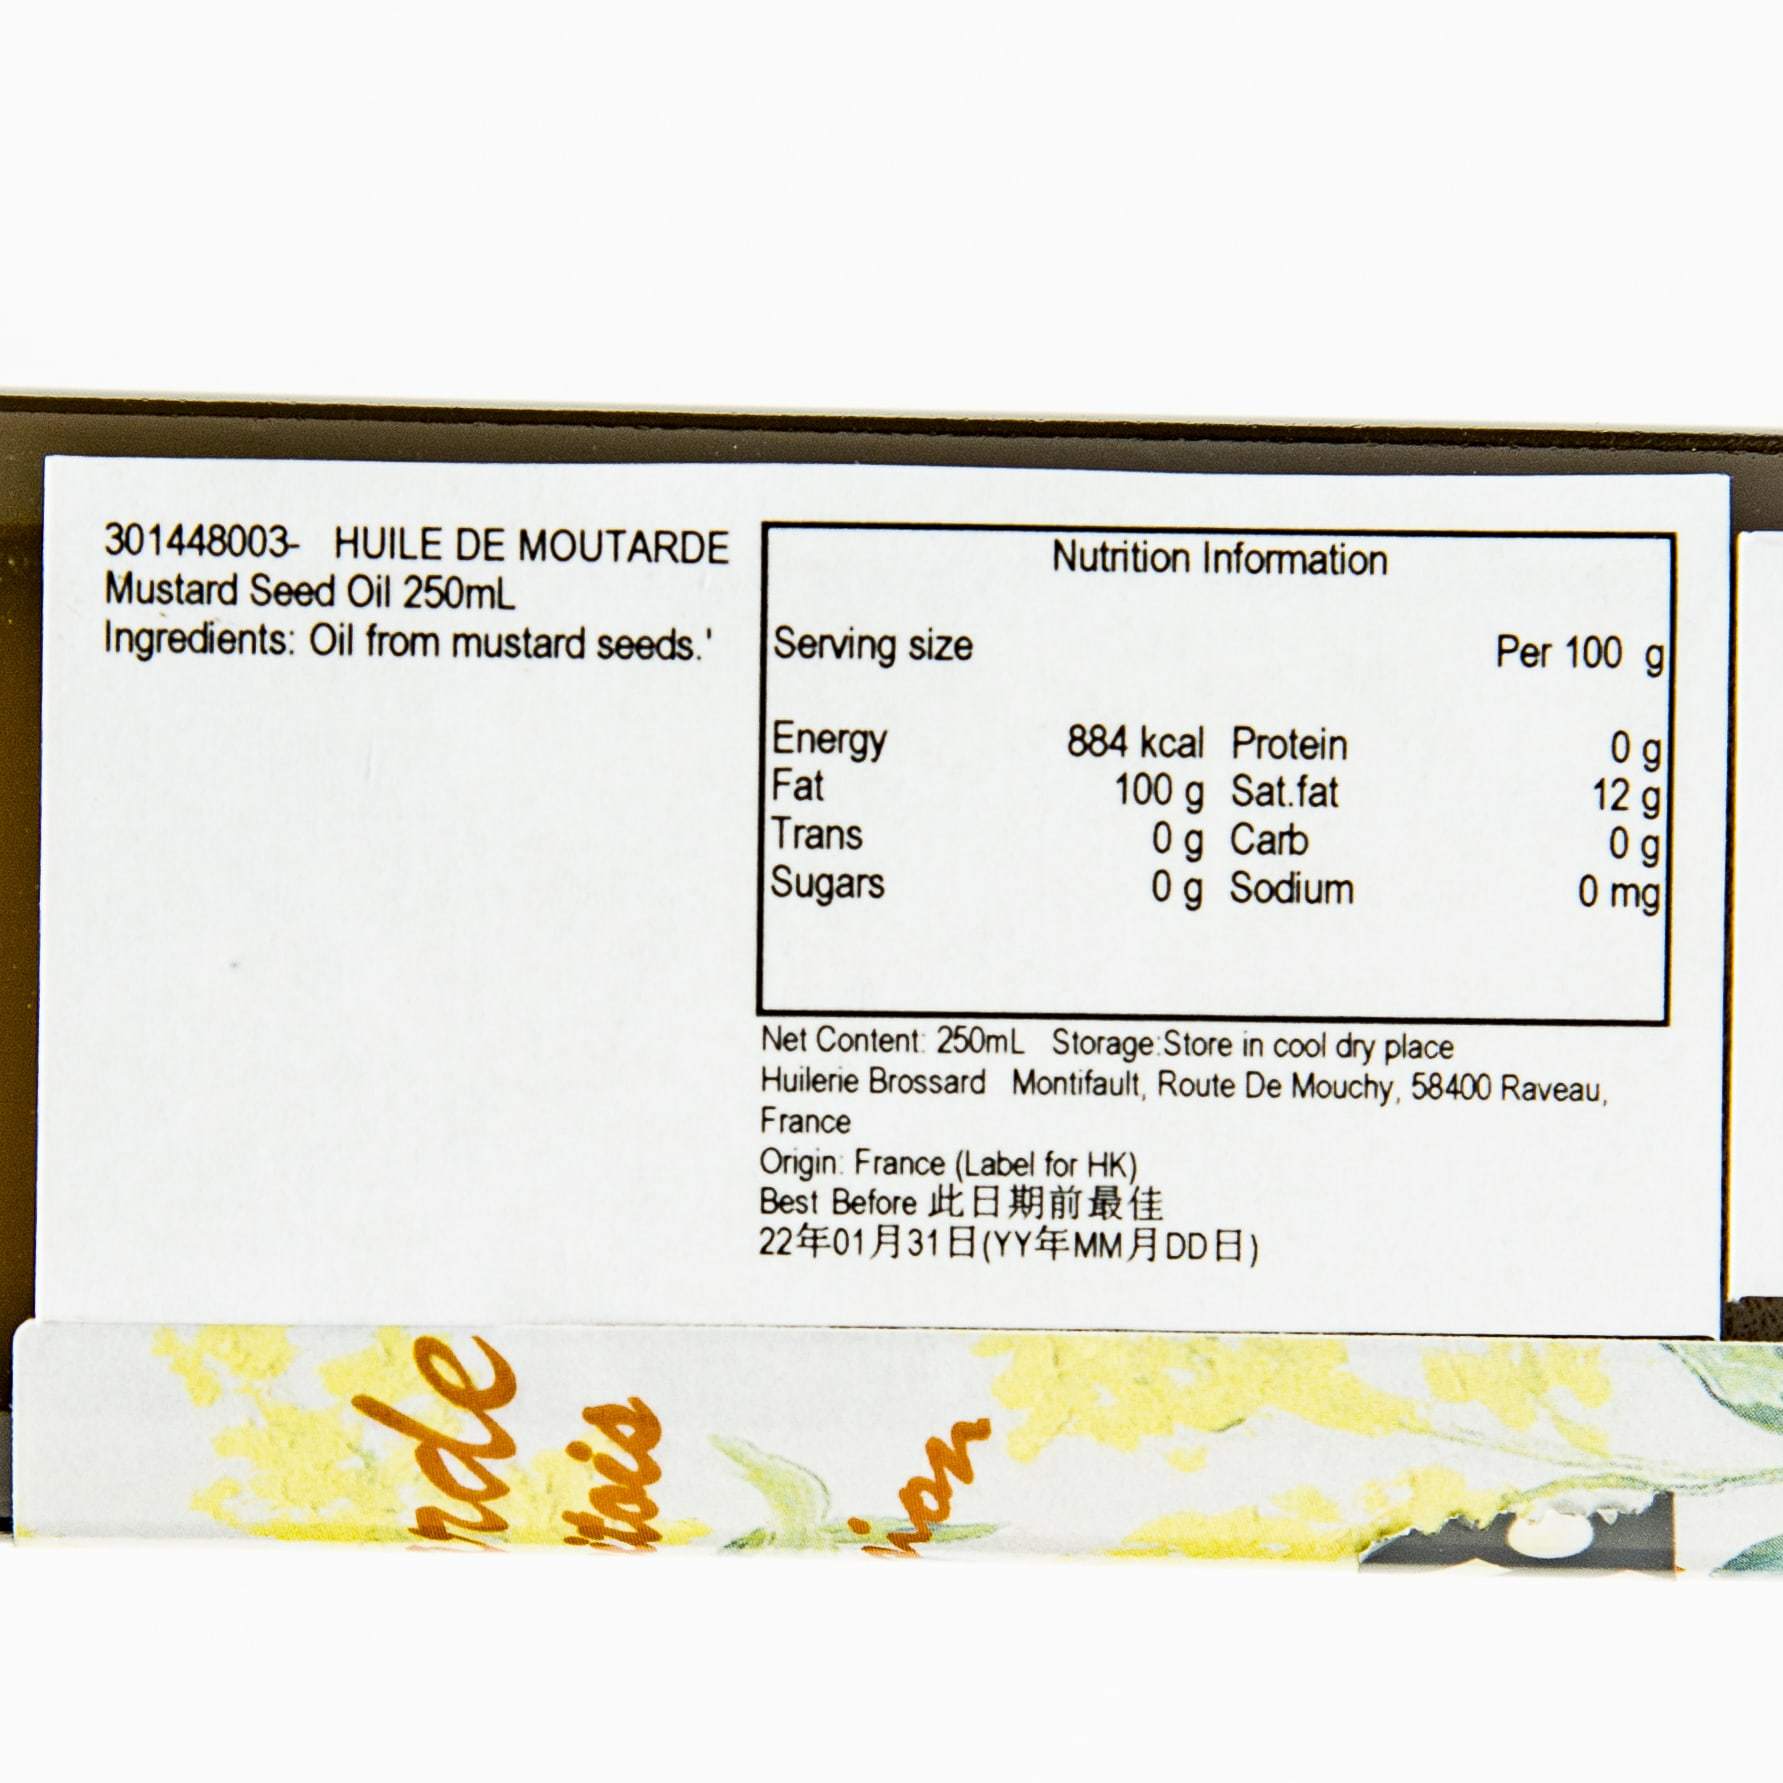 301448003-   HUILE DE MOUTARDE
Mustard Seed Oil 250mL
Ingredients: Oil from mustard seeds.'
Nutrition Information
Serving size Per 100 g
Energy 884 kcal Protein 0 g
Fat 100 g Sat.fat 12 g
Trans 0 g Carb 0 g
Sugars 0 g Sodium 0 mg
Net Content: 250mL Storage:Store in cool dry place
Huilerie Brossard Montifault, Route De Mouchy, 58400 Raveau,
France
Origin: France (Label for HK)
Best Before 此日期前最佳
22年01月31日(YY年MM月DD日)